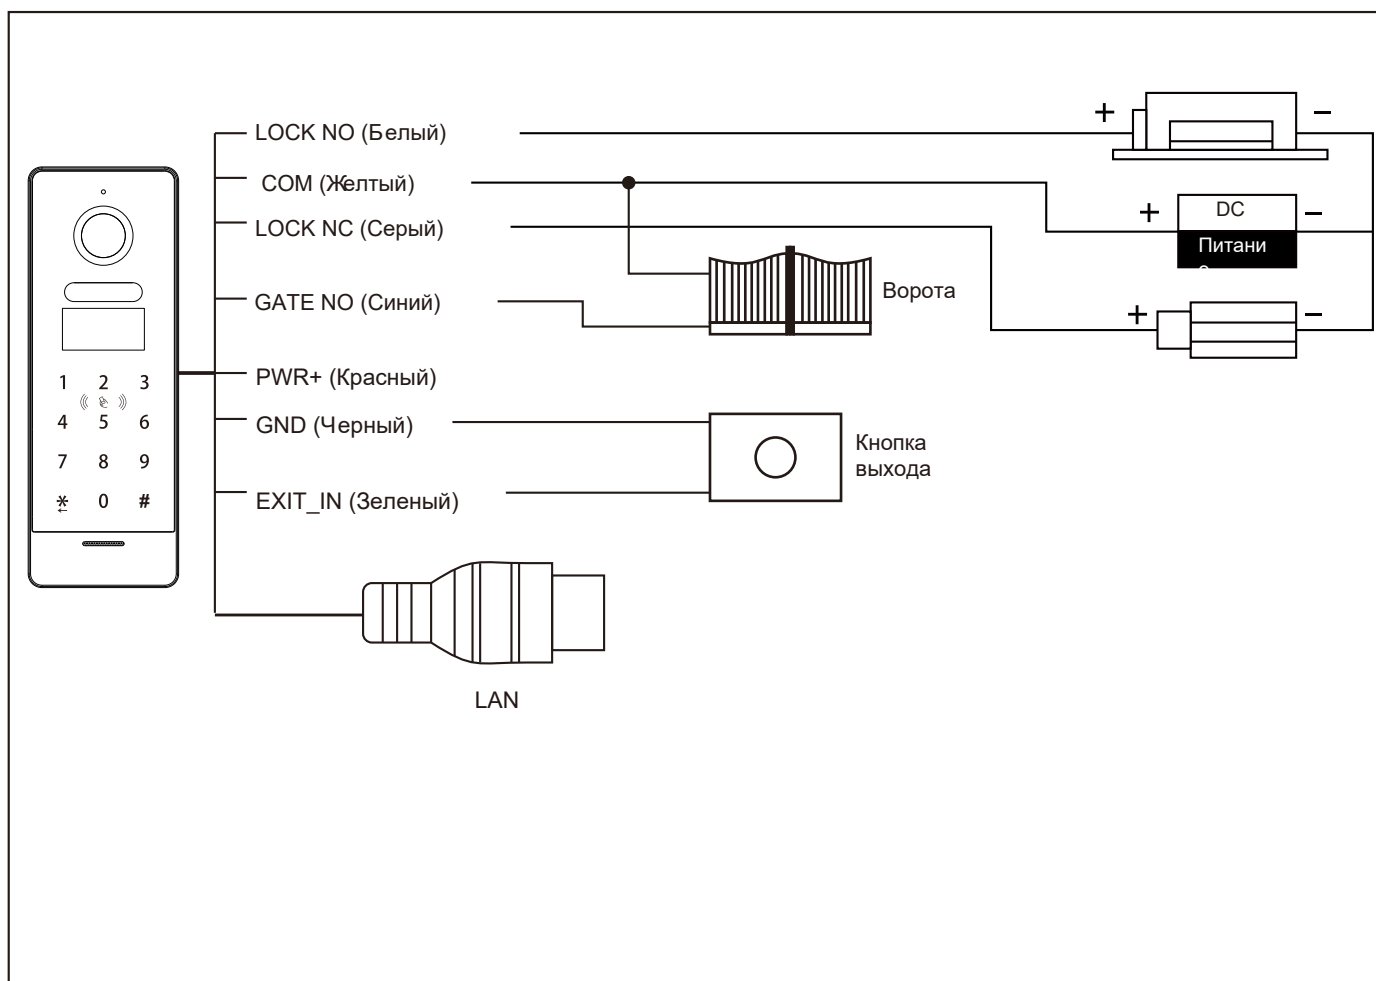 LOCK NO (Белый)
+
−
COM (Желтый)
+
DC
−
Питани
LOCK NC (Серый)
GATE NO (Синий)
Ворота
+
−
PWR+ (Красный)
GND (Черный)
EXIT_IN (Зеленый)
Кнопка
выхода
1 2 3
4 5 6
7 8 9
* 0 #
←
LAN